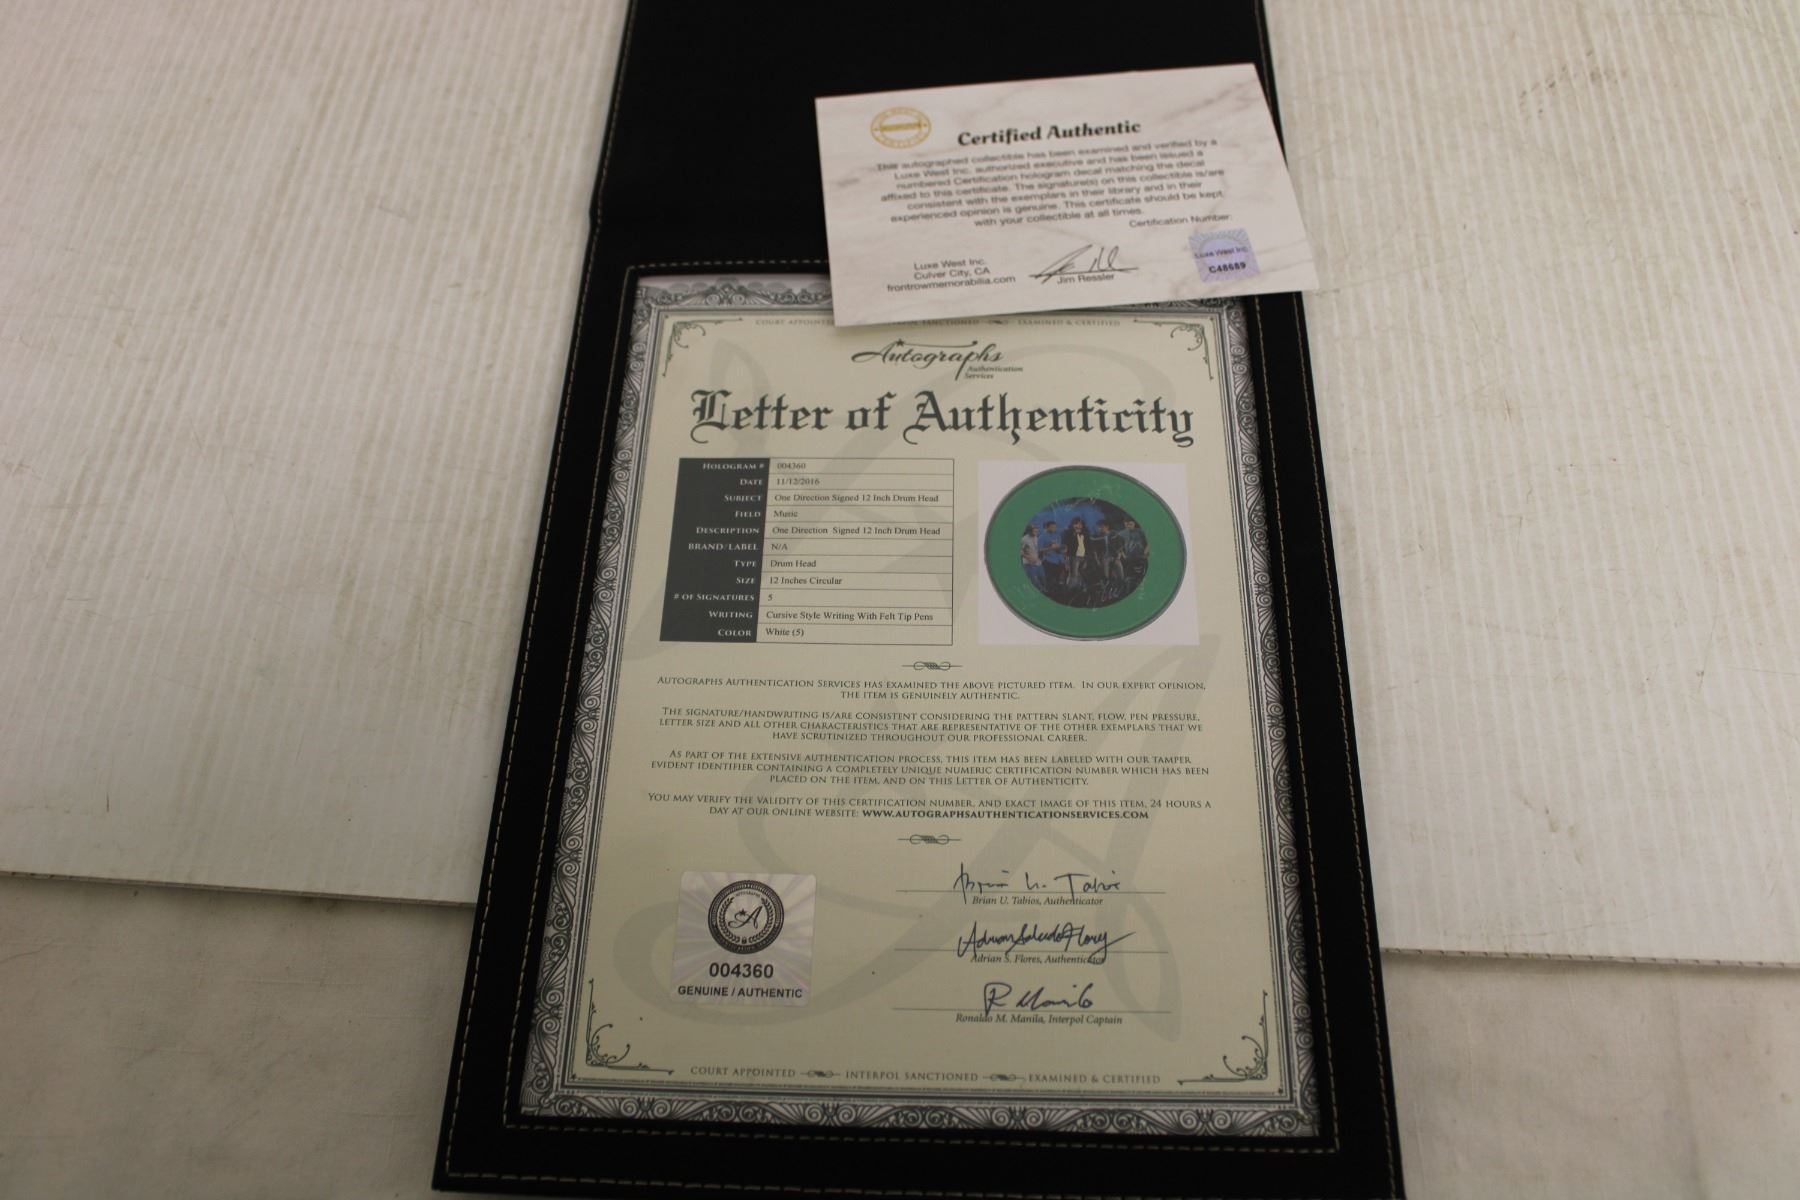 Certified Authentic
This autographed collectible has been examined and verified by a
Luxe West Inc. authorized executive and has been issued a
numbered Certification hologram decal matching the decal
affixed to this certificate. The signature(s) on this collectible is/are
consistent with the exemplars in their library and in their
experienced opinion is genuine. This certificate should be kept
with your collectible at all times.
Certification Number:
Luxe West Inc.
Culver City, CA
frontrowmemorabilia.com
Jim Ressler
Luxe West Inc.
C48689
COURT APPOINTED
INTERPOL SANCTIONED EXAMINED & CERTIFIED
Autographs
Authentication
Services
Letter of Authenticity
HOLOGRAM # 004360
DATE 11/12/2016
SUBJECT One Direction Signed 12 Inch Drum Head
FIELD Music
DESCRIPTION One Direction Signed 12 Inch Drum Head
BRAND/LABEL N/A
TYPE Drum Head
SIZE 12 Inches Circular
# OF SIGNATURES 5
WRITING Cursive Style Writing With Felt Tip Pens
COLOR White (5)
AUTOGRAPHS AUTHENTICATION SERVICES HAS EXAMINED THE ABOVE PICTURED ITEM. IN OUR EXPERT OPINION,
THE ITEM IS GENUINELY AUTHENTIC.
THE SIGNATURE/HANDWRITING IS/ARE CONSISTENT CONSIDERING THE PATTERN SLANT, FLOW, PEN PRESSURE,
LETTER SIZE AND ALL OTHER CHARACTERISTICS THAT ARE REPRESENTATIVE OF THE OTHER EXEMPLARS THAT WE
HAVE SCRUTINIZED THROUGHOUT OUR PROFESSIONAL CAREER.
AS PART OF THE EXTENSIVE AUTHENTICATION PROCESS, THIS ITEM HAS BEEN LABELED WITH OUR TAMPER
EVIDENT IDENTIFIER CONTAINING A COMPLETELY UNIQUE NUMERIC CERTIFICATION NUMBER WHICH HAS BEEN
PLACED ON THE ITEM, AND ON THIS LETTER OF AUTHENTICITY.
YOU MAY VERIFY THE VALIDITY OF THIS CERTIFICATION NUMBER, AND EXACT IMAGE OF THIS ITEM, 24 HOURS A
DAY AT OUR ONLINE WEBSITE: WWW.AUTOGRAPHSAUTHENTICATIONSERVICES.COM
Brian U. Tabios, Authenticator
Adrian S. Flores, Authenticator
Ronaldo M. Manila, Interpol Captain
A
004360
GENUINE / AUTHENTIC
COURT APPOINTED INTERPOL SANCTIONED EXAMINED & CERTIFIED